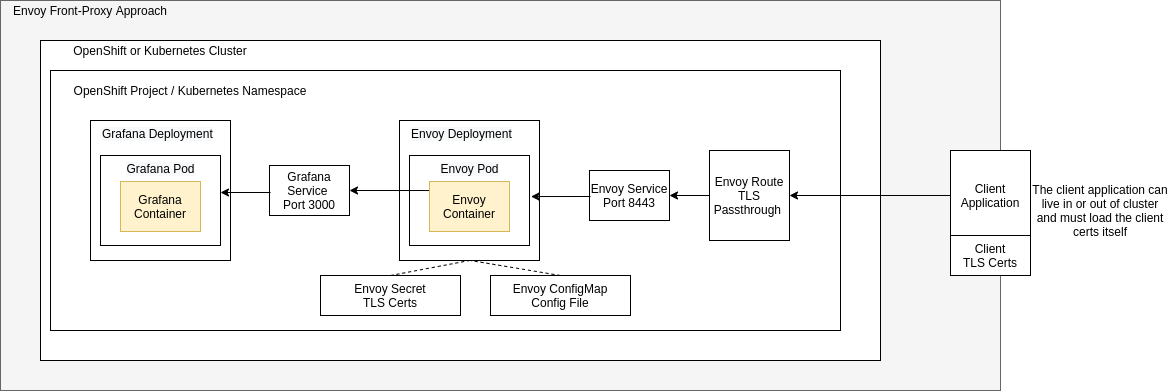 Envoy Front-Proxy Approach
OpenShift or Kubernetes Cluster
OpenShift Project / Kubernetes Namespace
Grafana Deployment
Grafana Pod
Grafana
Container
Grafana
Service
Port 3000
Envoy Deployment
Envoy Pod
Envoy
Container
Envoy Service
Port 8443
Envoy Route
TLS
Passthrough
Client
Application
Client
TLS Certs
The client application can
live in or out of cluster
and must load the client
certs itself
Envoy Secret
TLS Certs
Envoy ConfigMap
Config File